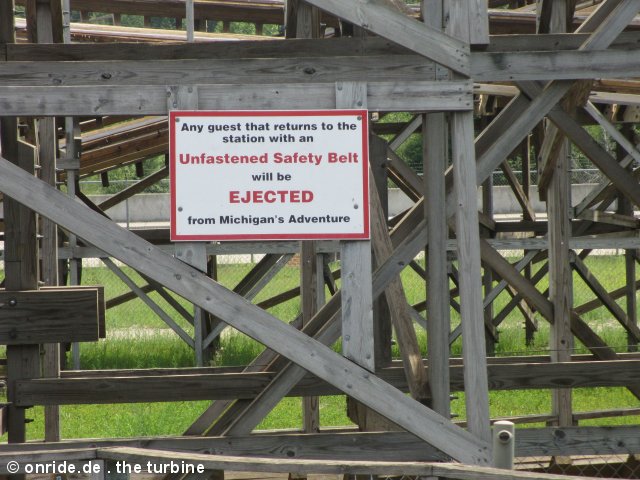 Any guest that returns to the
station with an
Unfastened Safety Belt
will be
EJECTED
from Michigan's Adventure
© onride.de . the turbine